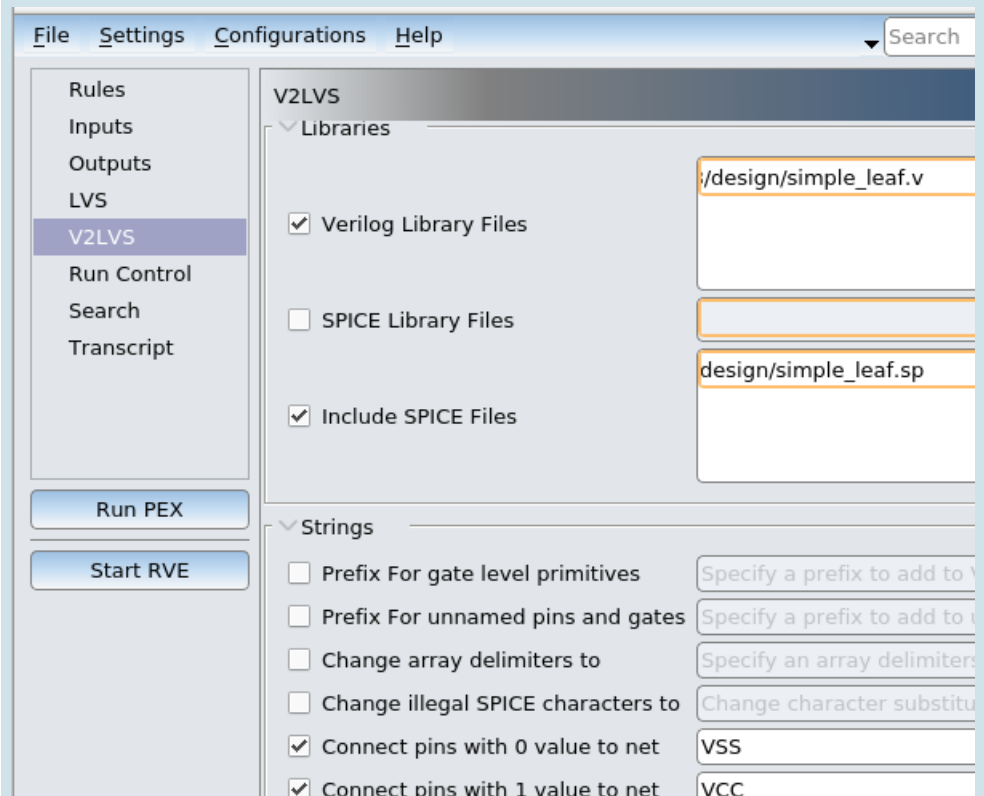 File Settings Configurations Help Search
Rules
Inputs
Outputs
LVS
V2LVS
Run Control
Search
Transcript
Run PEX
Start RVE
V2LVS
Libraries
Verilog Library Files
/design/simple_leaf.v
SPICE Library Files
Include SPICE Files
design/simple_leaf.sp
Strings
Prefix For gate level primitives
Specify a prefix to add to
Prefix For unnamed pins and gates
Specify a prefix to add to
Change array delimiters to
Specify an array delimiters
Change illegal SPICE characters to
Change character substitu
Connect pins with 0 value to net
VSS
Connect pins with 1 value to net
VCC